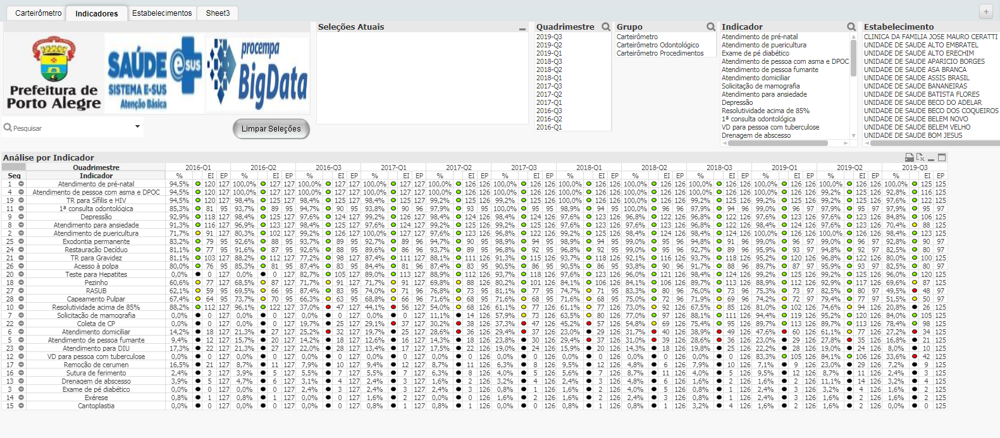 Carteirômetro Indicadores Estabelecimentos Sheet3
Prefeitura de
Porto Alegre
SAÚDE e-sus
SISTEMA E-SUS
Atenção Básica
procempa
BigData
Pesquisar
Limpar Seleções
Seleções Atuais
Quadrimestre
2019-Q3
2019-Q2
2019-Q1
2018-Q3
2018-Q2
2018-Q1
2017-Q3
2017-Q2
2017-Q1
2016-Q3
2016-Q2
2016-Q1
Grupo
Carteirômetro
Carteirômetro Odontológico
Carteirômetro Procedimentos
Indicador
Atendimento de pré-natal
Atendimento de puericultura
Exame de pé diabético
Atendimento de pessoa com asma e DPOC
Atendimento de pessoa fumante
Atendimento domiciliar
Solicitação de mamografia
Atendimento para ansiedade
Depressão
Resolutividade acima de 85%
1ª consulta odontológica
VD para pessoa com tuberculose
Drenagem de abscesso
Estabelecimento
CLINICA DA FAMILIA JOSE MAURO CERATTI
UNIDADE DE SAUDE ALTO EMBRATEL
UNIDADE DE SAUDE ALTO ERECHIM
UNIDADE DE SAUDE APARICIO BORGES
UNIDADE DE SAUDE ASA BRANCA
UNIDADE DE SAUDE ASSIS BRASIL
UNIDADE DE SAUDE BANANEIRAS
UNIDADE DE SAUDE BATISTA FLORES
UNIDADE DE SAUDE BECO DO ADELAR
UNIDADE DE SAUDE BECO DOS COQUEIROS
UNIDADE DE SAUDE BELEM NOVO
UNIDADE DE SAUDE BELEM VELHO
UNIDADE DE SAUDE BOM JESUS
Análise por Indicador
Quadrimestre 2016-Q1 2016-Q2 2016-Q3 2017-Q1 2017-Q2 2017-Q3 2018-Q1 2018-Q2 2018-Q3 2019-Q1 2019-Q2 2019-Q3
Seq Indicador % EI EP % EI EP % EI EP % EI EP % EI EP % EI EP % EI EP % EI EP % EI EP % EI EP % EI EP % EI EP
1 Atendimento de pré-natal 94,5% 120 127 100,0% 127 127 100,0% 127 127 100,0% 127 127 100,0% 126 126 100,0% 126 126 100,0% 126 126 100,0% 126 126 100,0% 126 126 100,0% 126 126 100,0% 126 126 100,0% 125 125
4 Atendimento de pessoa com asma e DPOC 94,5% 120 127 100,0% 127 127 100,0% 127 127 100,0% 127 127 100,0% 126 126 100,0% 126 126 100,0% 126 126 100,0% 126 126 100,0% 126 126 100,0% 126 126 99,2% 125 126 92,8% 116 125
19 TR para Sífilis e HIV 94,5% 120 127 98,4% 125 127 98,4% 125 127 98,4% 125 127 99,2% 125 126 99,2% 125 126 100,0% 126 126 100,0% 126 126 99,2% 125 126 99,2% 125 126 99,2% 125 126 97,6% 122 125
11 1ª consulta odontológica 85,3% 81 95 93,7% 89 95 94,7% 90 95 93,8% 90 96 97,9% 93 95 100,0% 95 95 98,9% 94 95 100,0% 96 96 97,9% 94 96 99,0% 96 97 97,9% 95 97 97,9% 95 97
9 Depressão 92,9% 118 127 98,4% 125 127 97,6% 124 127 99,2% 126 127 98,4% 124 126 98,4% 124 126 97,6% 123 126 96,8% 122 126 96,8% 122 126 97,6% 123 126 97,6% 123 126 84,8% 106 125
8 Atendimento para ansiedade 91,3% 116 127 96,9% 123 127 98,4% 125 127 97,6% 124 127 99,2% 125 126 99,2% 125 126 97,6% 123 126 97,6% 123 126 96,8% 122 126 98,4% 124 126 97,6% 123 126 70,4% 88 125
2 Atendimento de puericultura 71,7% 91 127 80,3% 102 127 99,2% 126 127 100,0% 127 127 97,6% 123 126 96,8% 122 126 99,2% 125 126 98,4% 124 126 98,4% 124 126 100,0% 126 126 100,0% 126 126 98,4% 123 125
25 Exodontia permanente 83,2% 79 95 92,6% 88 95 93,7% 89 95 92,7% 89 96 94,7% 90 95 98,9% 94 95 98,9% 94 95 99,0% 95 96 94,8% 91 96 99,0% 96 97 99,0% 96 97 92,8% 90 97
24 Restauração Decíduo 81,1% 77 95 91,6% 87 95 92,6% 88 95 89,6% 86 96 93,7% 89 95 96,8% 92 95 96,8% 92 95 99,0% 95 96 92,7% 89 96 95,9% 93 97 94,8% 92 97 82,5% 80 97
21 TR para Gravidez 81,1% 103 127 88,2% 112 127 77,2% 98 127 87,4% 111 127 88,1% 111 126 91,3% 115 126 93,7% 118 126 92,1% 116 126 93,7% 118 126 95,2% 120 126 96,8% 122 126 80,0% 100 125
26 Acesso à polpa 80,0% 76 95 85,3% 81 95 87,4% 83 95 84,4% 81 96 87,4% 83 95 90,5% 86 95 90,5% 86 95 93,8% 90 96 91,7% 88 96 89,7% 87 97 95,9% 93 97 82,5% 80 97
20 Teste para Hepatites 0,0% 0 127 0,0% 0 127 82,7% 105 127 89,0% 113 127 88,9% 112 126 93,7% 118 126 97,6% 123 126 96,0% 121 126 98,4% 124 126 99,2% 125 126 99,2% 125 126 96,0% 120 125
18 Pezinho 60,6% 77 127 68,5% 87 127 71,7% 91 127 71,7% 91 127 69,8% 88 126 80,2% 101 126 84,1% 106 126 84,1% 106 126 89,7% 113 126 88,9% 112 126 92,9% 117 126 69,6% 87 125
27 RASUB 62,1% 59 95 69,5% 66 95 87,4% 83 95 74,0% 71 96 76,8% 73 95 81,1% 77 95 74,7% 71 95 83,3% 80 96 76,0% 73 96 75,3% 73 97 82,5% 80 97 49,5% 48 97
28 Capeamento Pulpar 67,4% 64 95 73,7% 70 95 66,3% 63 95 68,8% 66 96 71,6% 68 95 71,6% 68 95 71,6% 68 95 75,0% 72 96 71,9% 69 96 74,2% 72 97 79,4% 77 97 51,5% 50 97
10 Resolutividade acima de 85% 88,2% 112 127 96,1% 122 127 37,0% 47 127 44,1% 56 127 54,0% 68 126 61,1% 77 126 61,1% 77 126 73,0% 92 126 67,5% 85 126 81,0% 102 126 74,6% 94 126 20,8% 26 125
7 Solicitação de mamografia 0,0% 0 127 0,0% 0 127 0,0% 0 127 0,0% 0 127 11,1% 14 126 57,9% 73 126 63,5% 80 126 77,0% 97 126 88,1% 111 126 94,4% 119 126 95,2% 120 126 84,0% 105 125
22 Coleta de CP 0,0% 0 127 0,0% 0 127 19,7% 25 127 29,1% 37 127 30,2% 38 126 37,3% 47 126 45,2% 57 126 54,8% 69 126 75,4% 95 126 89,7% 113 126 89,7% 113 126 78,4% 98 125
6 Atendimento domiciliar 14,2% 18 127 21,3% 27 127 25,2% 32 127 19,7% 25 127 28,6% 36 126 29,4% 37 126 23,0% 29 126 31,7% 40 126 38,9% 49 126 47,6% 60 126 61,1% 77 126 27,2% 34 125
5 Atendimento de pessoa fumante 9,4% 12 127 15,7% 20 127 14,2% 18 127 12,6% 16 127 14,3% 18 126 23,8% 30 126 29,4% 37 126 31,0% 39 126 28,6% 36 126 23,0% 29 126 27,8% 35 126 16,8% 21 125
23 Atendimento para DIU 17,3% 22 127 21,3% 27 127 22,0% 28 127 13,4% 17 127 17,5% 22 126 19,0% 24 126 15,9% 20 126 14,3% 18 126 19,8% 25 126 22,2% 28 126 19,0% 24 126 8,0% 10 125
12 VD para pessoa com tuberculose 0,0% 0 127 0,0% 0 127 0,0% 0 127 0,0% 0 127 0,0% 0 126 0,0% 0 126 0,0% 0 126 0,0% 0 126 0,0% 0 126 83,3% 105 126 84,1% 106 126 33,6% 42 125
17 Remoção de cerumen 16,5% 21 127 8,7% 11 127 7,9% 10 127 9,4% 12 127 8,7% 11 126 6,3% 8 126 9,5% 12 126 4,8% 6 126 7,9% 10 126 7,1% 9 126 23,0% 29 126 7,2% 9 125
16 Sutura de ferimento 2,4% 3 127 3,9% 5 127 5,5% 7 127 5,5% 7 127 6,3% 8 126 4,0% 5 126 5,6% 7 126 8,7% 11 126 4,0% 5 126 9,5% 12 126 8,7% 11 126 2,4% 3 125
13 Drenagem de abscesso 3,9% 5 127 4,7% 6 127 3,1% 4 127 2,4% 3 127 1,6% 2 126 3,2% 4 126 2,4% 3 126 4,8% 6 126 1,6% 2 126 1,6% 2 126 11,1% 14 126 3,2% 4 125
3 Exame de pé diabético 0,0% 0 127 0,0% 0 127 2,4% 3 127 2,4% 3 127 2,4% 3 126 0,8% 1 126 1,6% 2 126 4,0% 5 126 0,8% 1 126 2,4% 3 126 3,2% 4 126 1,6% 2 125
14 Exérese 0,8% 1 127 0,8% 1 127 0,0% 0 127 1,6% 2 127 0,0% 0 126 1,6% 2 126 1,6% 2 126 2,4% 3 126 0,8% 1 126 2,4% 3 126 1,6% 2 126 1,6% 2 125
15 Cantoplastia 0,0% 0 127 0,0% 0 127 0,0% 0 127 0,8% 1 127 0,8% 1 126 0,0% 0 126 0,8% 1 126 0,8% 1 126 3,2% 4 126 1,6% 2 126 1,6% 2 126 0,0% 0 125